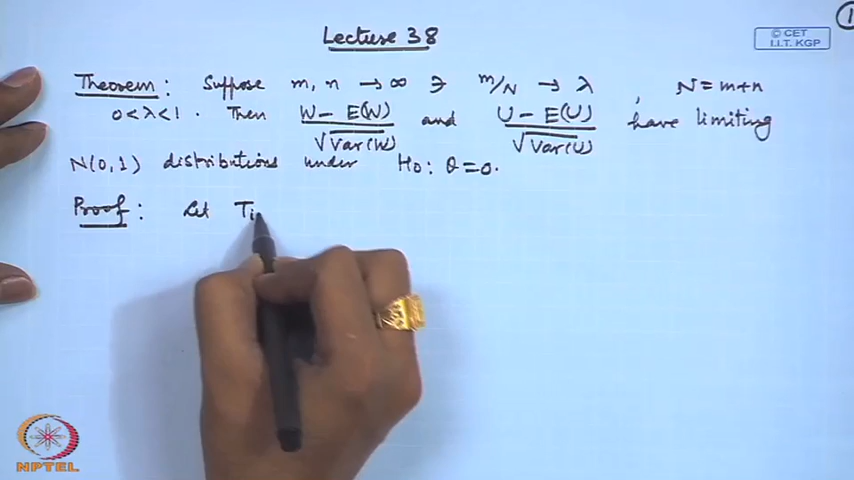 1
Lecture 38
© CET
I.I.T. KGP
Theorem: Suppose m, n → ∞ ∋ m/N → λ, N = m+n
0<λ<1. Then W - E(W) / √Var(W) and U - E(U) / √Var(U) have limiting
N(0,1) distributions under H0: θ=0.
Proof: Let Ti
NPTEL